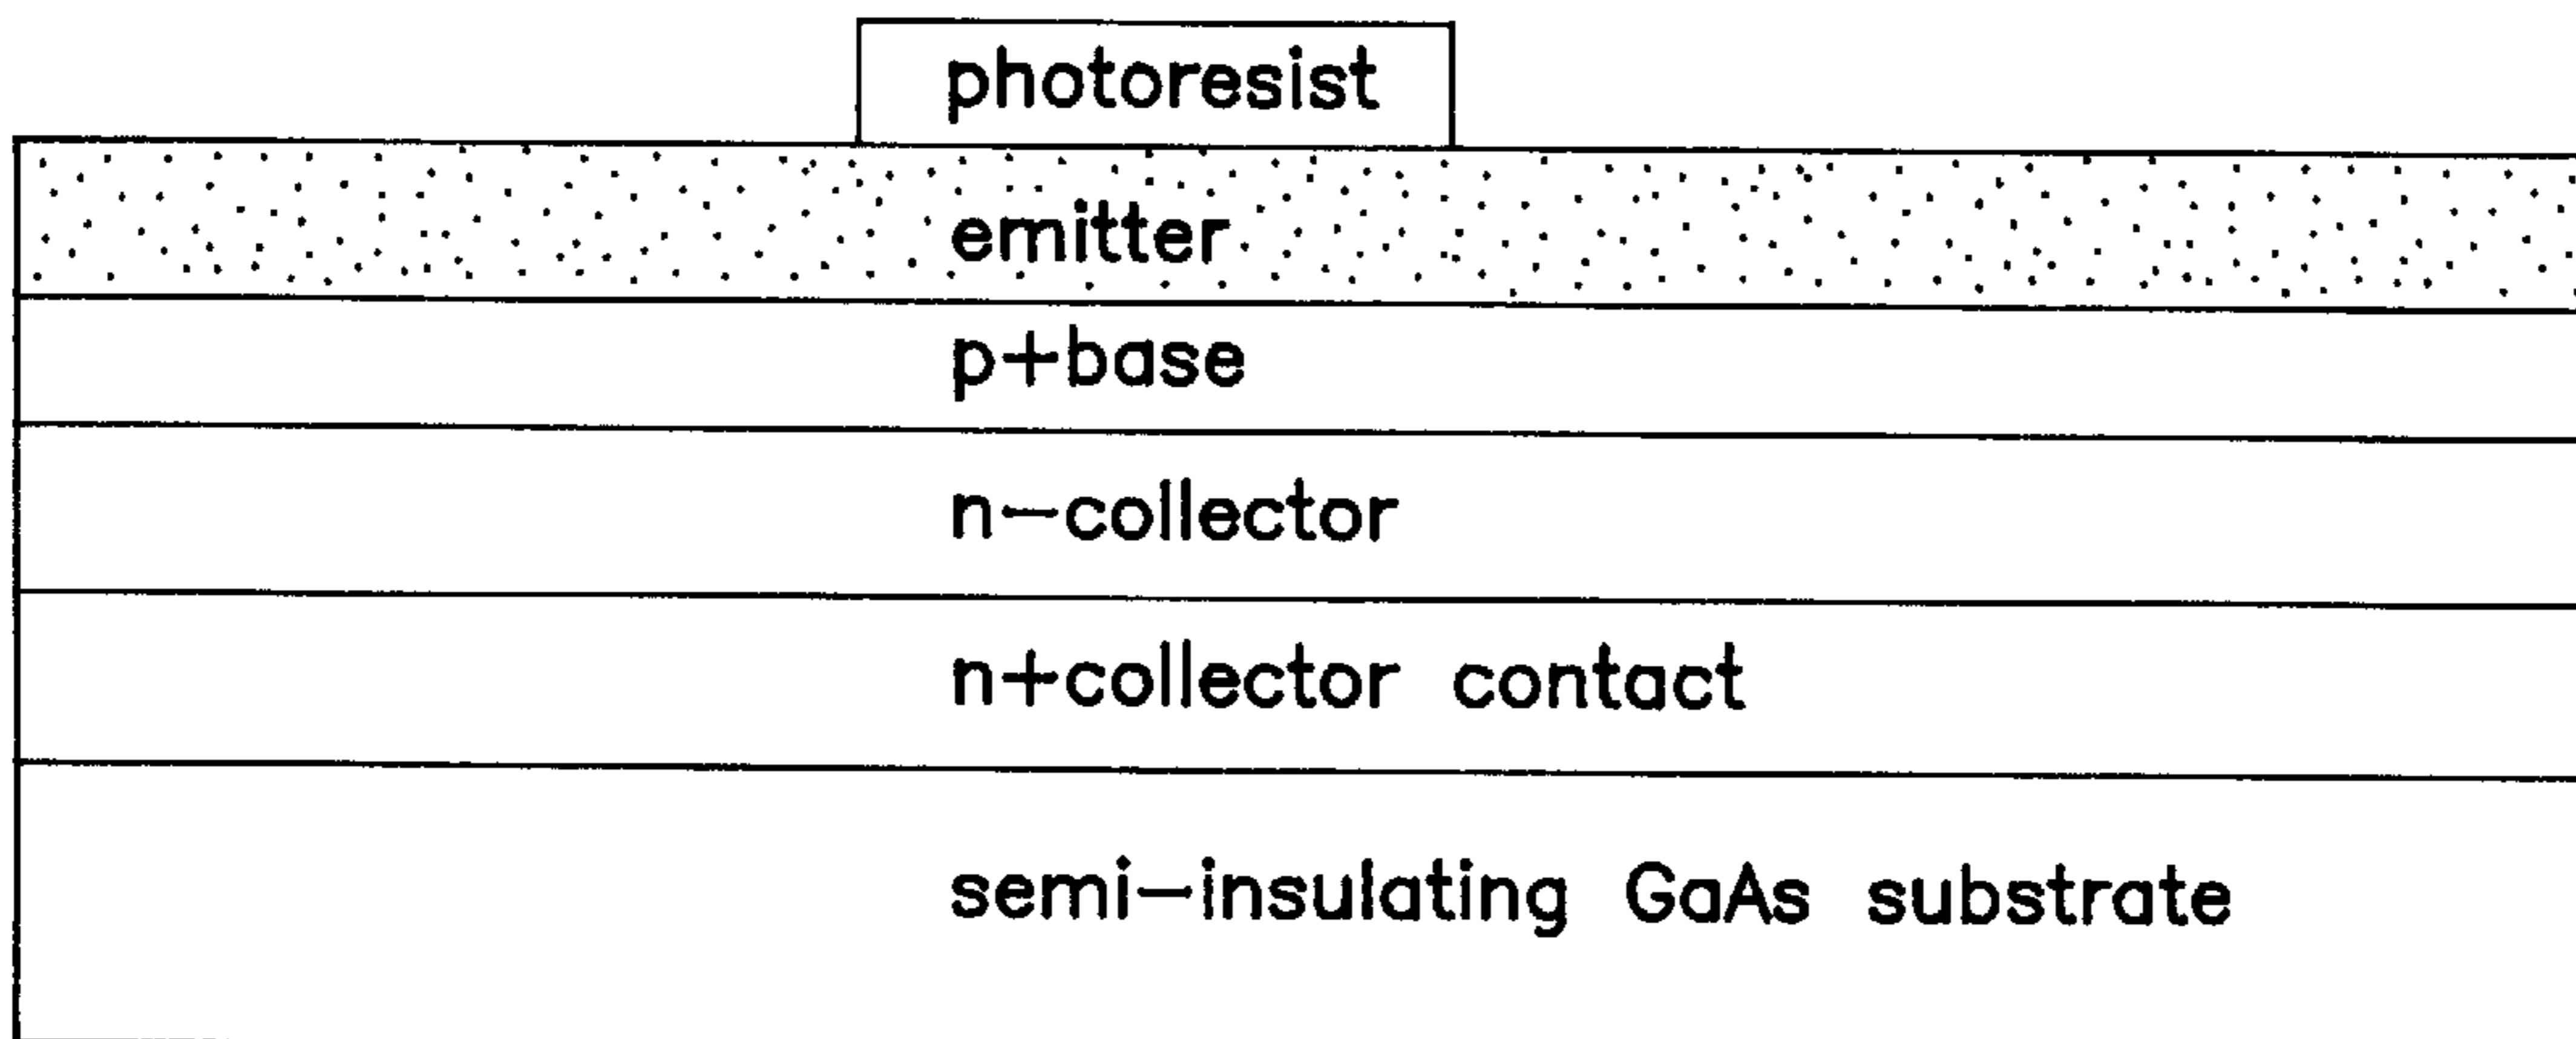 photoresist
emitter
p+base
n-collector
n+collector contact
semi-insulating GaAs substrate